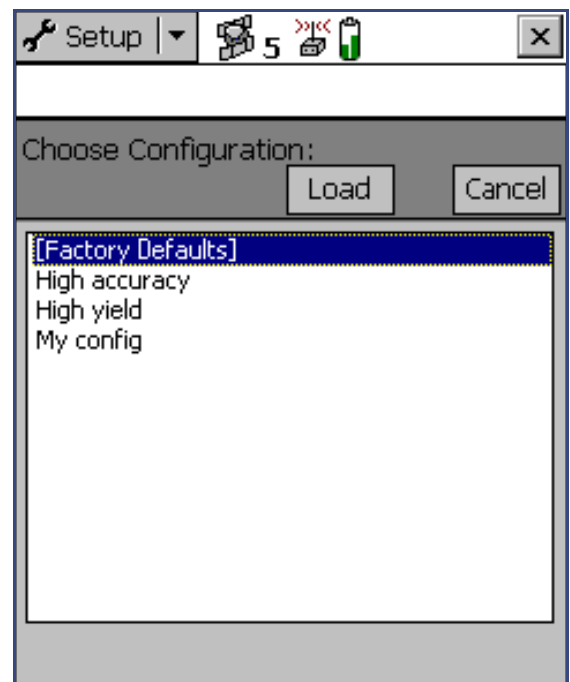 Setup 5
Choose Configuration:
Load Cancel
[Factory Defaults]
High accuracy
High yield
My config